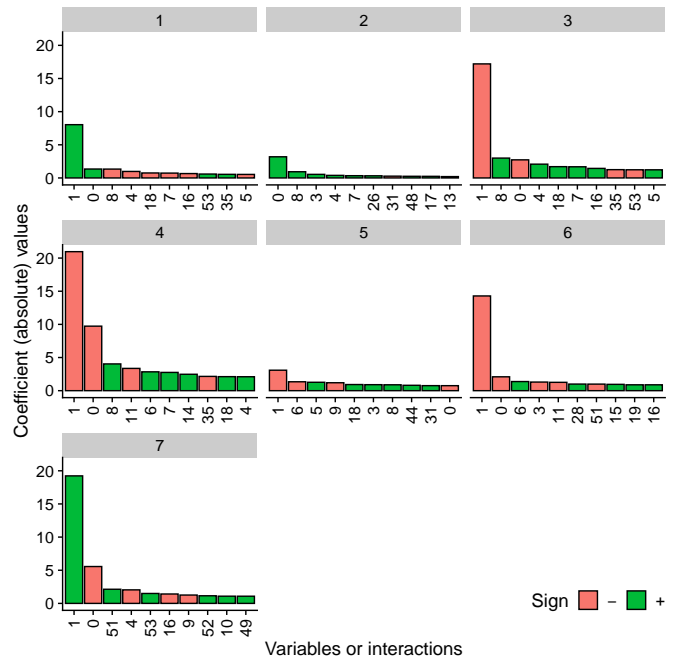 1 2 3
20
15
10
5
0
1 0 8 4 18 7 16 53 35 5
0 8 3 4 7 26 31 48 17 13
1 8 0 4 18 7 16 35 53 5
4 5 6
20
15
10
5
0
1 0 8 11 6 7 14 35 18 4
1 6 5 9 18 3 8 44 31 0
1 0 6 3 11 28 51 15 19 16
7
20
15
10
5
0
1 0 51 4 53 16 9 52 10 49
Coefficient (absolute) values
Variables or interactions
Sign − +